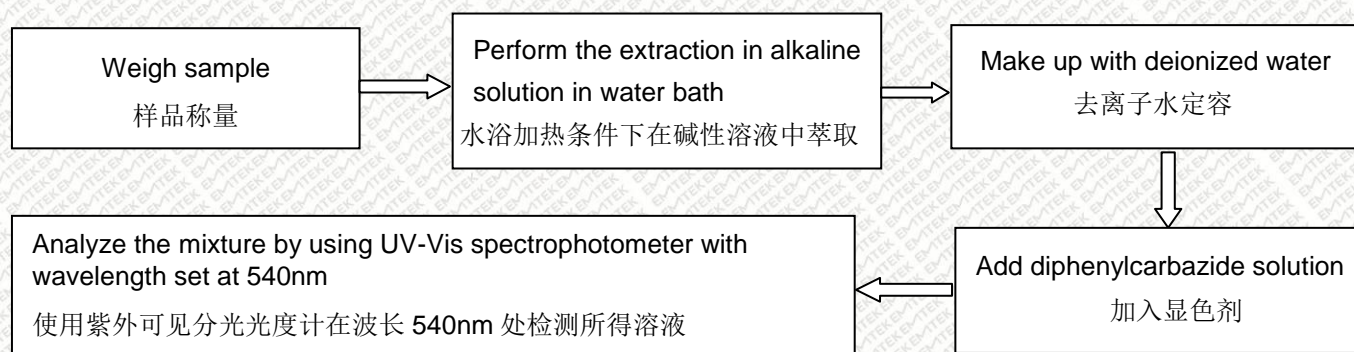 Weigh sample
样品称量
Perform the extraction in alkaline
solution in water bath
水浴加热条件下在碱性溶液中萃取
Make up with deionized water
去离子水定容
Add diphenylcarbazide solution
加入显色剂
Analyze the mixture by using UV-Vis spectrophotometer with
wavelength set at 540nm
使用紫外可见分光光度计在波长 540nm 处检测所得溶液